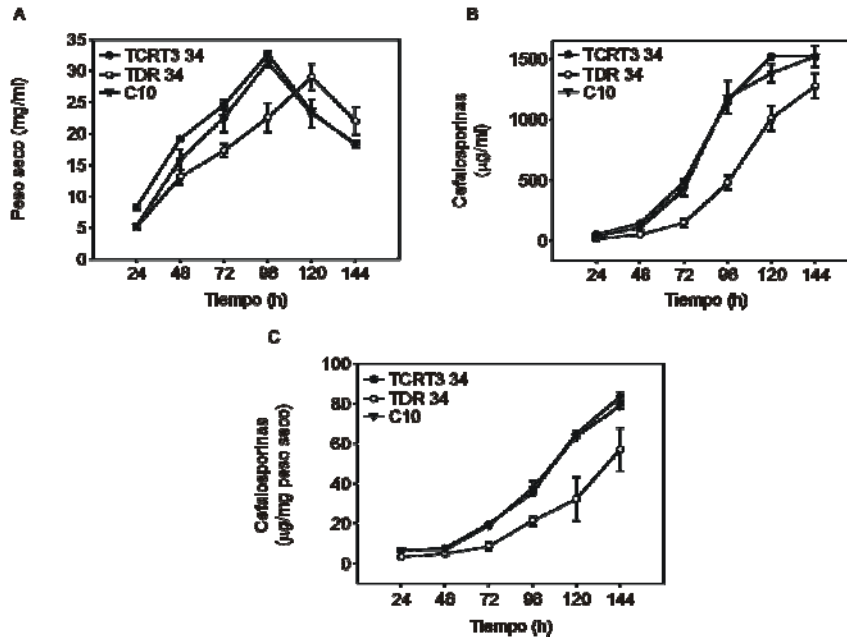 A
Peso seco (mg/ml)
35
30
25
20
15
10
5
0
TCRT3 34
TDR 34
C10
24 48 72 96 120 144
Tiempo (h)
B
Cefalosporinas
(µg/ml)
1500
1000
500
0
TCRT3 34
TDR 34
C10
24 48 72 96 120 144
Tiempo (h)
C
Cefalosporinas
(µg/mg peso seco)
100
80
60
40
20
0
TCRT3 34
TDR 34
C10
24 48 72 96 120 144
Tiempo (h)